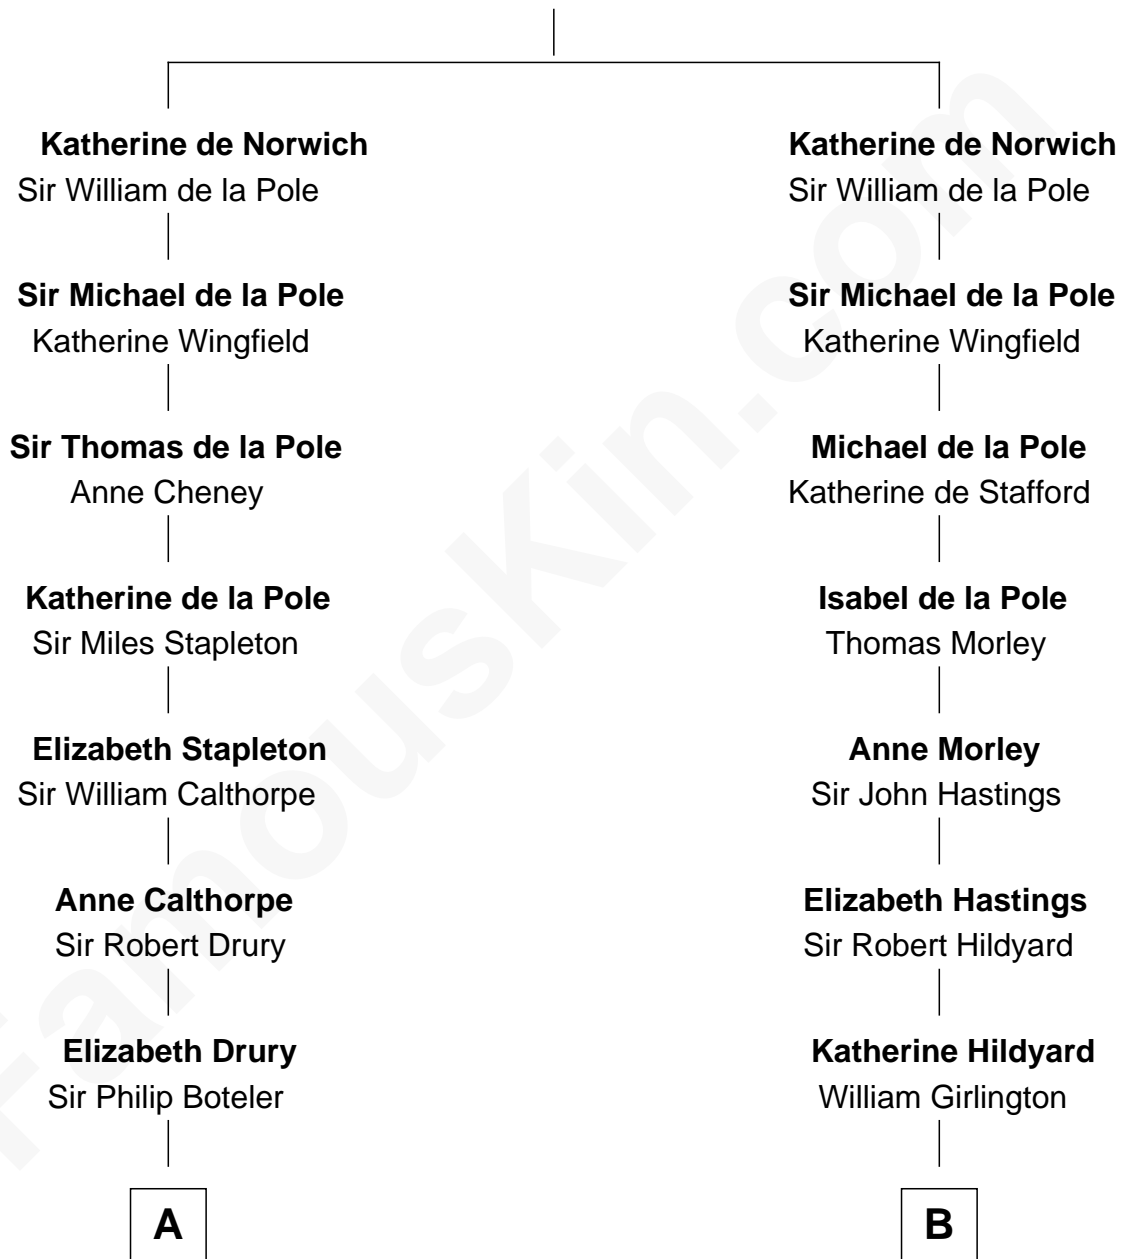 Katherine de Norwich
Sir William de la Pole
Sir Michael de la Pole
Katherine Wingfield
Sir Thomas de la Pole
Anne Cheney
Katherine de la Pole
Sir Miles Stapleton
Elizabeth Stapleton
Sir William Calthorpe
Anne Calthorpe
Sir Robert Drury
Elizabeth Drury
Sir Philip Boteler
A
Katherine de Norwich
Sir William de la Pole
Sir Michael de la Pole
Katherine Wingfield
Michael de la Pole
Katherine de Stafford
Isabel de la Pole
Thomas Morley
Anne Morley
Sir John Hastings
Elizabeth Hastings
Sir Robert Hildyard
Katherine Hildyard
William Girlington
B
FamousKin.com